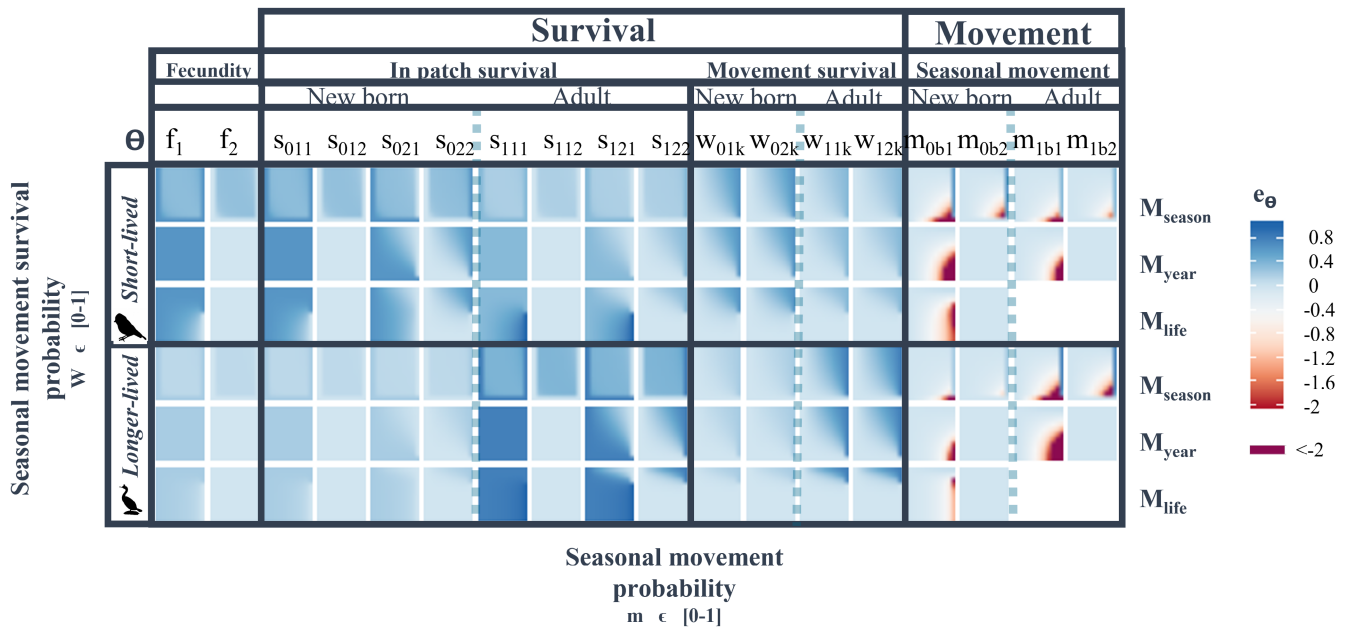 Survival
Movement
Fecundity
In patch survival
Movement survival
Seasonal movement
New born
Adult
New born
Adult
New born
Adult
ϴ
f1 f2 s011 s012 s021 s022 s111 s112 s121 s122 w01k w02k w11k w12k m0b1 m0b2 m1b1 m1b2
Seasonal movement survival
probability
W ϵ [0-1]
Short-lived
Longer-lived
Mseason
Myear
Mlife
Mseason
Myear
Mlife
eϴ
0.8
0.4
0
-0.4
-0.8
-1.2
-1.6
-2
<-2
Seasonal movement
probability
m ϵ [0-1]